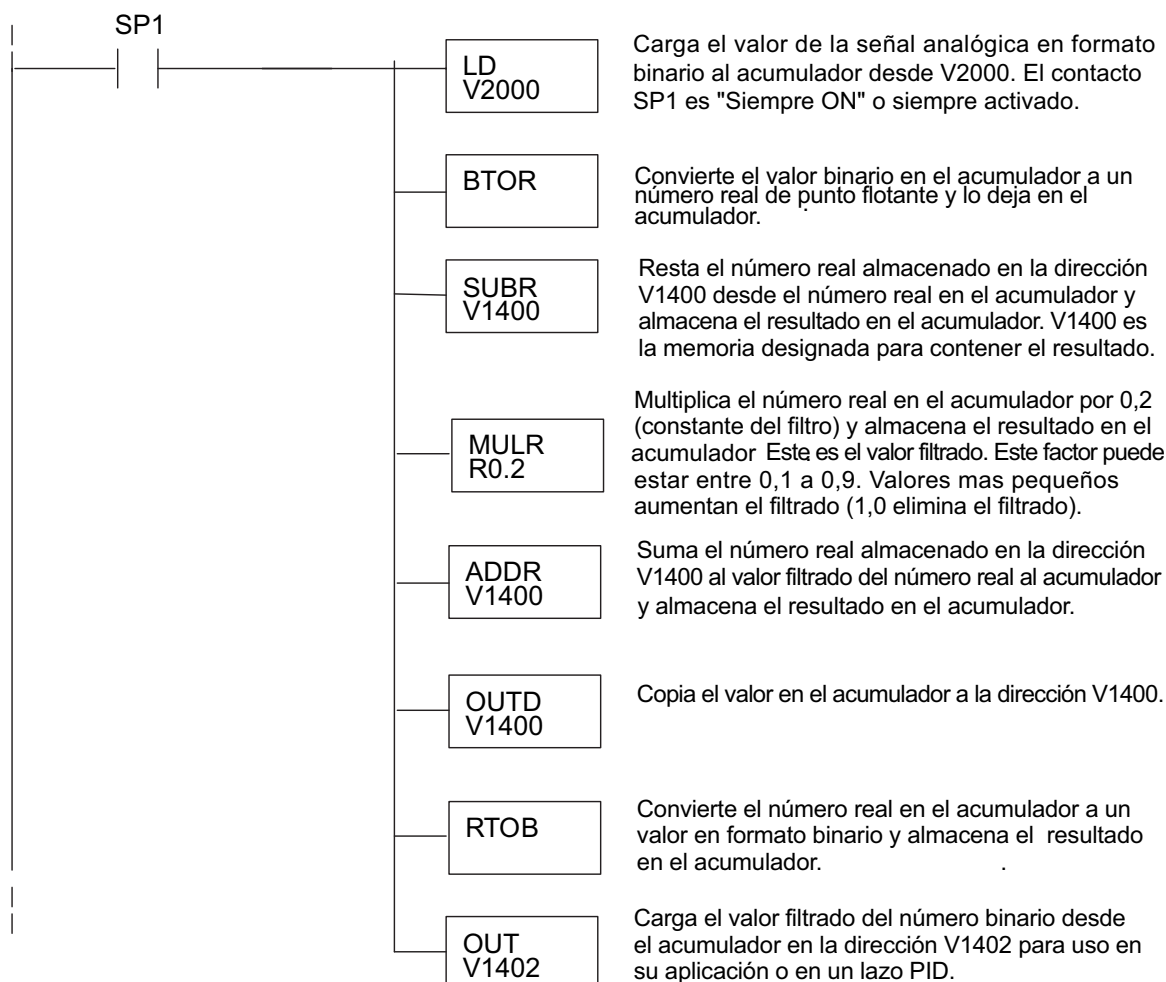 SP1
LD
V2000
Carga el valor de la señal analógica en formato
binario al acumulador desde V2000. El contacto
SP1 es "Siempre ON" o siempre activado.
BTOR
Convierte el valor binario en el acumulador a un
número real de punto flotante y lo deja en el
acumulador. .
SUBR
V1400
Resta el número real almacenado en la dirección
V1400 desde el número real en el acumulador y
almacena el resultado en el acumulador. V1400 es
la memoria designada para contener el resultado.
MULR
R0.2
Multiplica el número real en el acumulador por 0,2
(constante del filtro) y almacena el resultado en el
acumulador Este. es el valor filtrado. Este factor puede
estar entre 0,1 a 0,9. Valores mas pequeños
aumentan el filtrado (1,0 elimina el filtrado).
ADDR
V1400
Suma el número real almacenado en la dirección
V1400 al valor filtrado del número real al acumulador
y almacena el resultado en el acumulador.
OUTD
V1400
Copia el valor en el acumulador a la dirección V1400.
RTOB
Convierte el número real en el acumulador a un
valor en formato binario y almacena el resultado
en el acumulador. .
OUT
V1402
Carga el valor filtrado del número binario desde
el acumulador en la dirección V1402 para uso en
su aplicación o en un lazo PID.